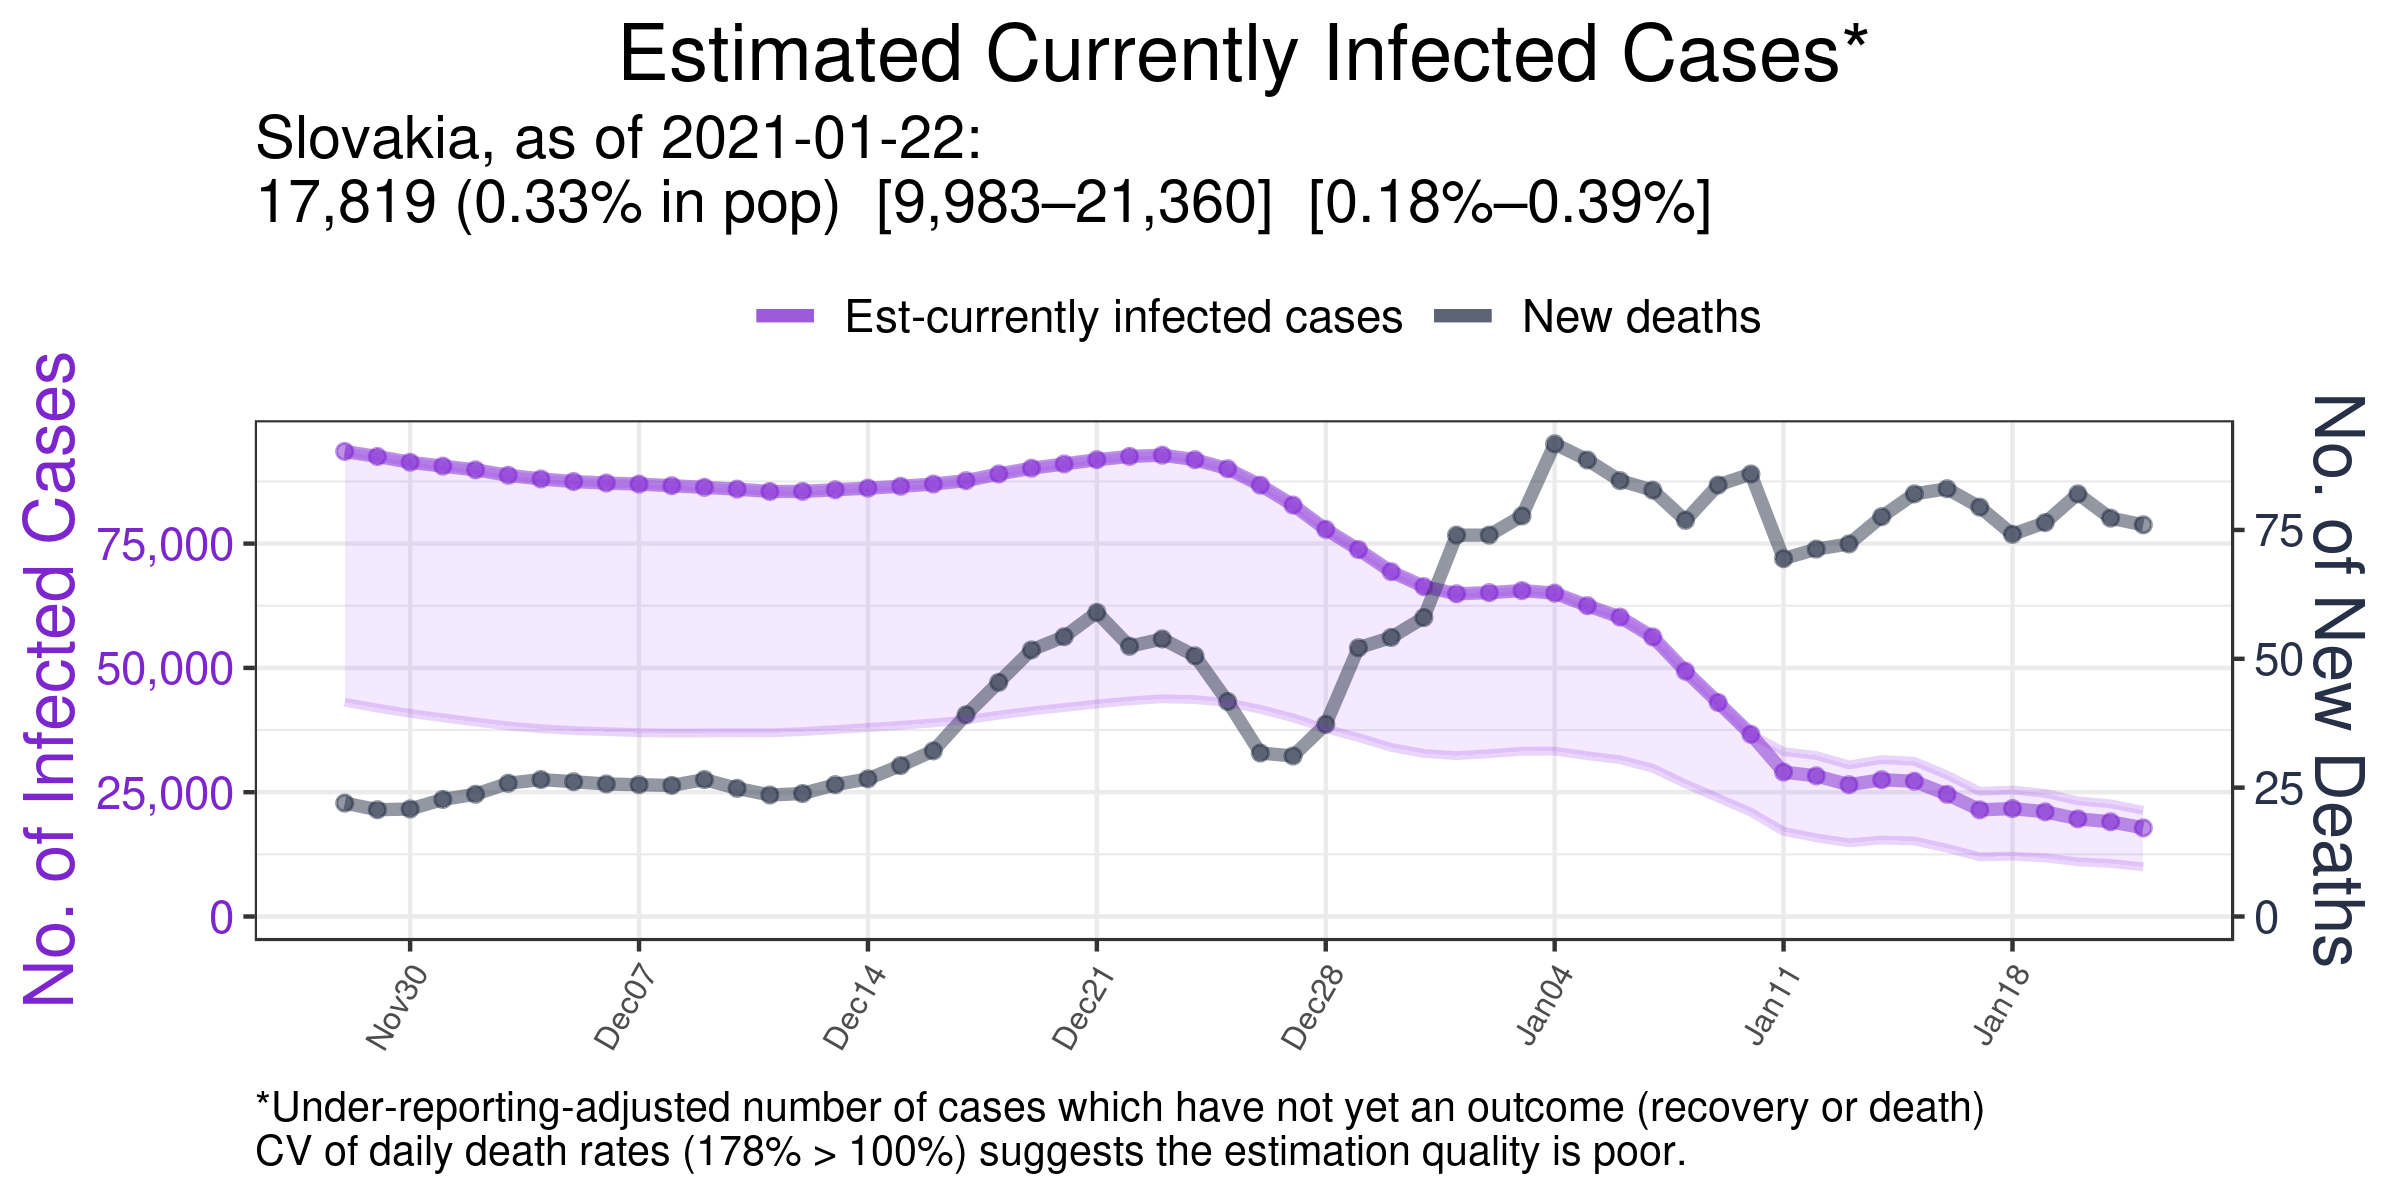 Estimated Currently Infected Cases*
Slovakia, as of 2021-01-22:
17,819 (0.33% in pop)  [9,983–21,360]  [0.18%–0.39%]
Est-currently infected cases
New deaths
No. of Infected Cases
75,000
50,000
25,000
0
No. of New Deaths
75
50
25
0
Nov30
Dec07
Dec14
Dec21
Dec28
Jan04
Jan11
Jan18
*Under-reporting-adjusted number of cases which have not yet an outcome (recovery or death)
CV of daily death rates (178% > 100%) suggests the estimation quality is poor.